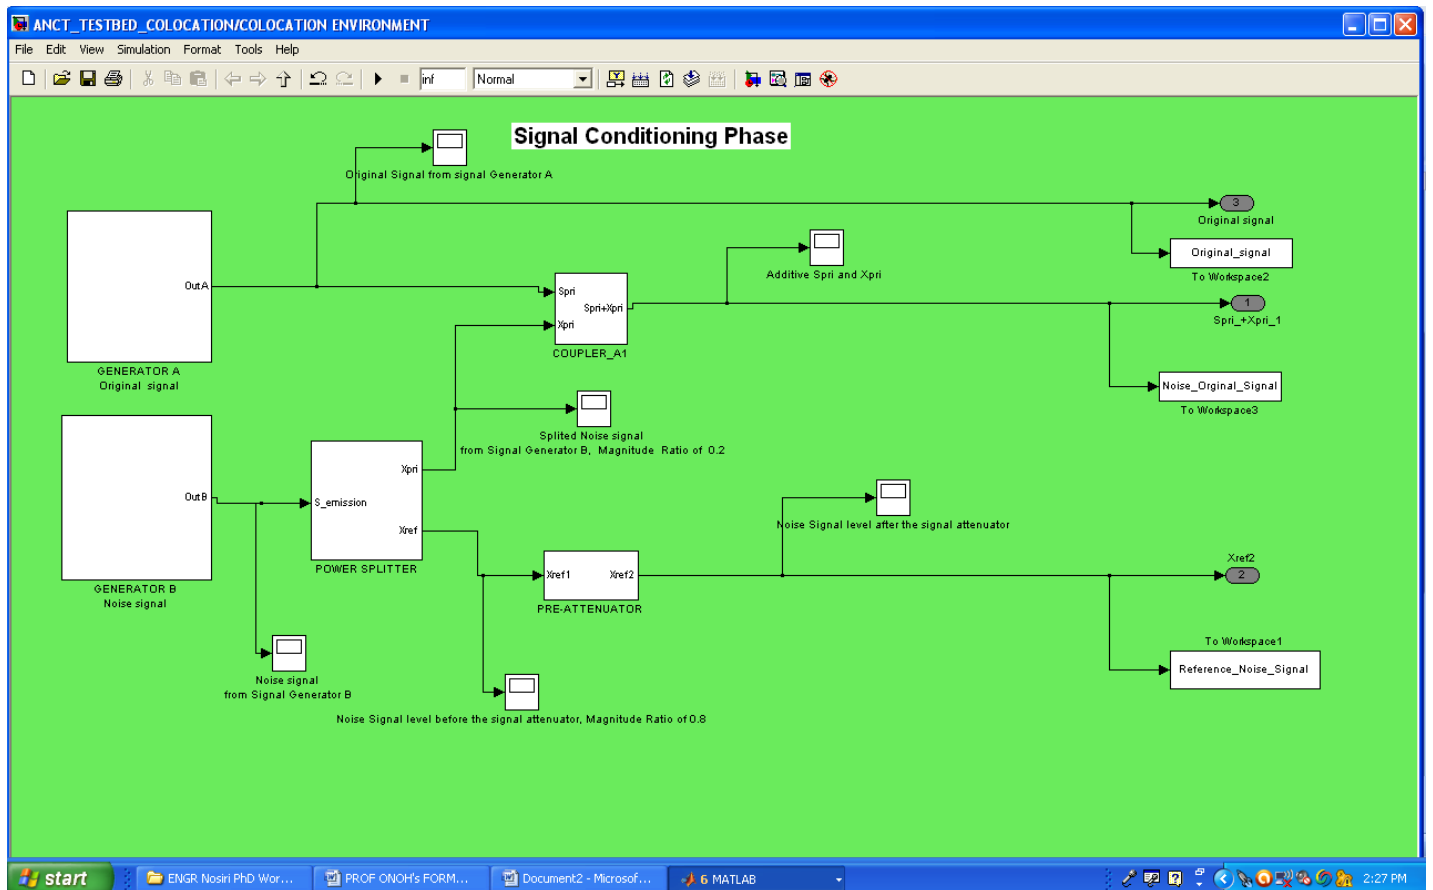 ANCT_TESTBED_COLOCATION/COLOCATION ENVIRONMENT
File Edit View Simulation Format Tools Help
inf Normal
Signal Conditioning Phase
Original Signal from signal Generator A
3
Original signal
Original_signal
To Workspace2
Additive Spri and Xpri
OutA
GENERATOR A
Original signal
Spri
Xpri
Spri+Xpri
COUPLER_A1
1
Spri_+Xpri_1
Noise_Orginal_Signal
To Workspace3
Splited Noise signal
from Signal Generator B, Magnitude Ratio of 0.2
OutB
GENERATOR B
Noise signal
S_emission
Xpri
Xref
POWER SPLITTER
Noise Signal level after the signal attenuator
Xref1 Xref2
PRE-ATTENUATOR
Xref2
2
To Workspace1
Reference_Noise_Signal
Noise signal
from Signal Generator B
Noise Signal level before the signal attenuator, Magnitude Ratio of 0.8
start ENGR Nosiri PhD Wor... PROF ONOH's FORM... Document2 - Microsof... 6 MATLAB 2:27 PM